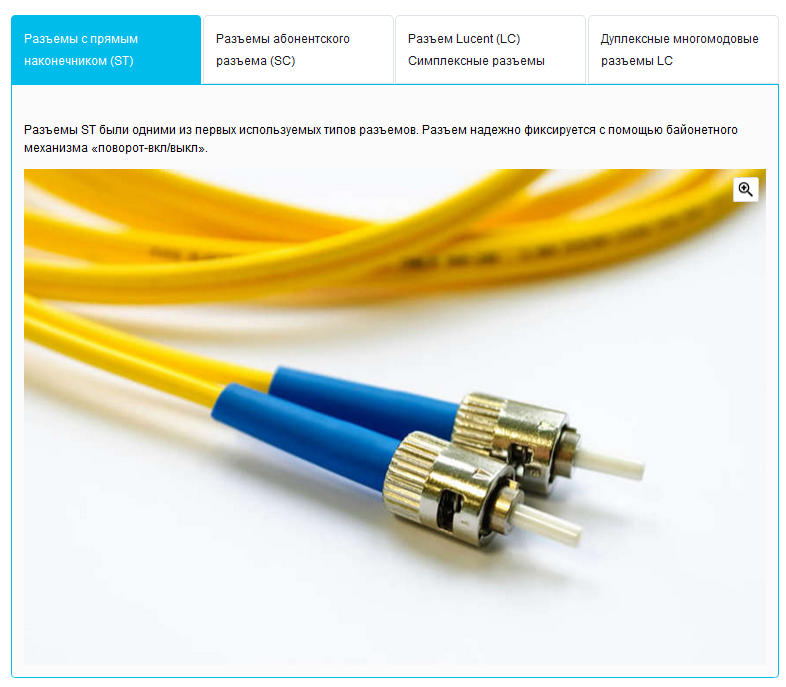 Разъемы с прямым
наконечником (ST)
Разъемы абонентского
разъема (SC)
Разъем Lucent (LC)
Симплексные разъемы
Дуплексные многомодовые
разъемы LC
Разъемы ST были одними из первых используемых типов разъемов. Разъем надежно фиксируется с помощью байонетного
механизма «поворот-вкл/выкл».